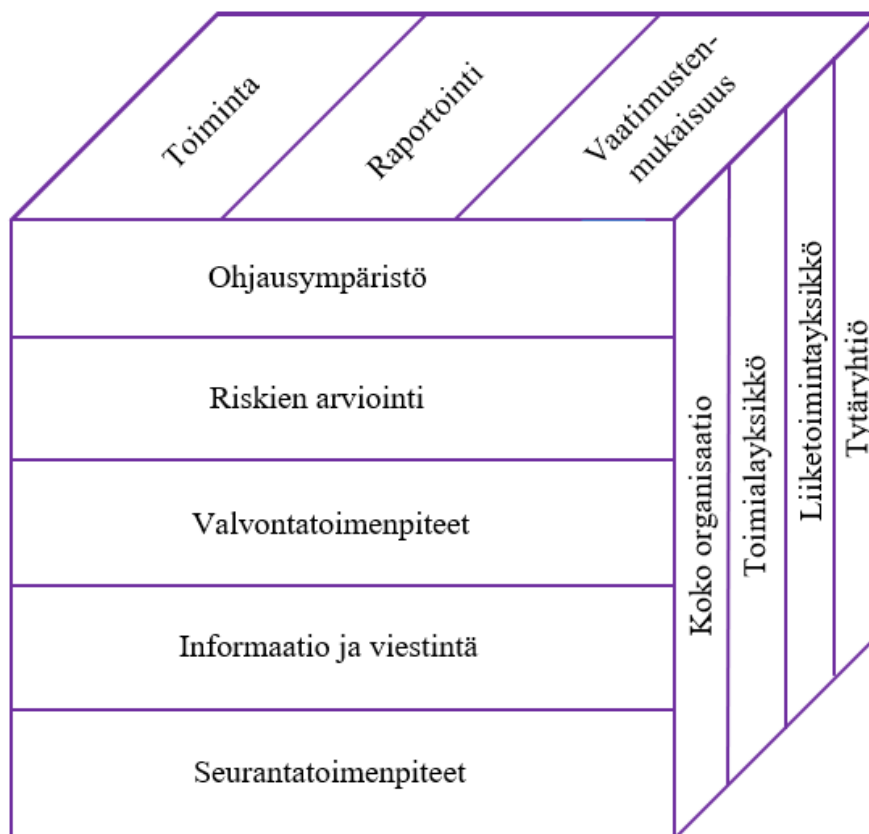 Toiminta
Raportointi
Vaatimusten-
mukaisuus
Ohjausympäristö
Riskien arviointi
Valvontatoimenpiteet
Informaatio ja viestintä
Seurantatoimenpiteet
Koko organisaatio
Toimialayksikkö
Liiketoimintayksikkö
Tytäryhtiö